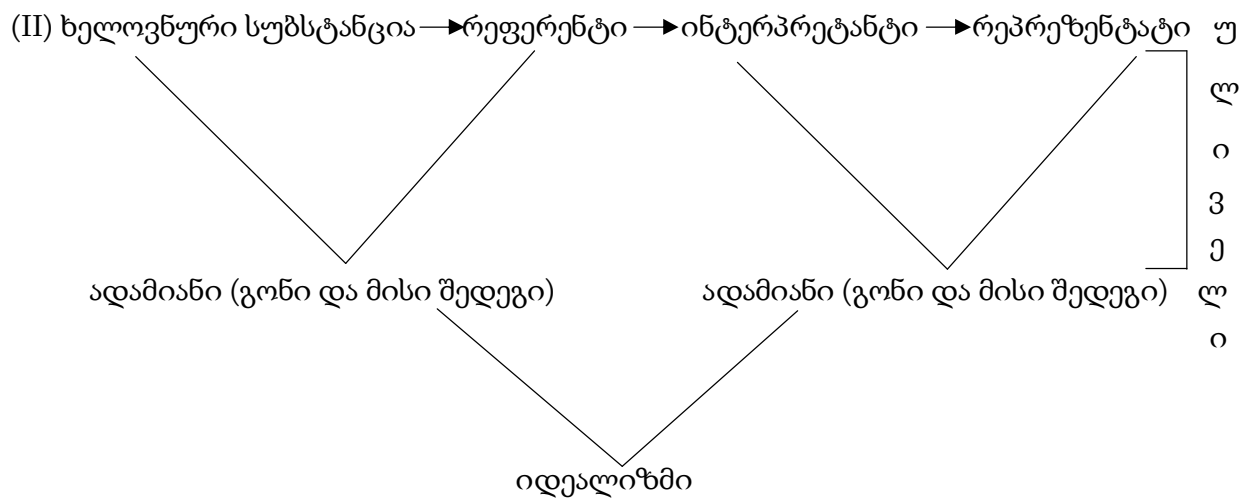 (II) ხელოვნური სუბსტანცია რეფერენტი ინტერპრეტანტი რეპრეზენტატი
ადამიანი (გონი და მისი შედეგი) ადამიანი (გონი და მისი შედეგი)
იდეალიზმი
უ
ლ
ი
ვ
ე
ლ
ი